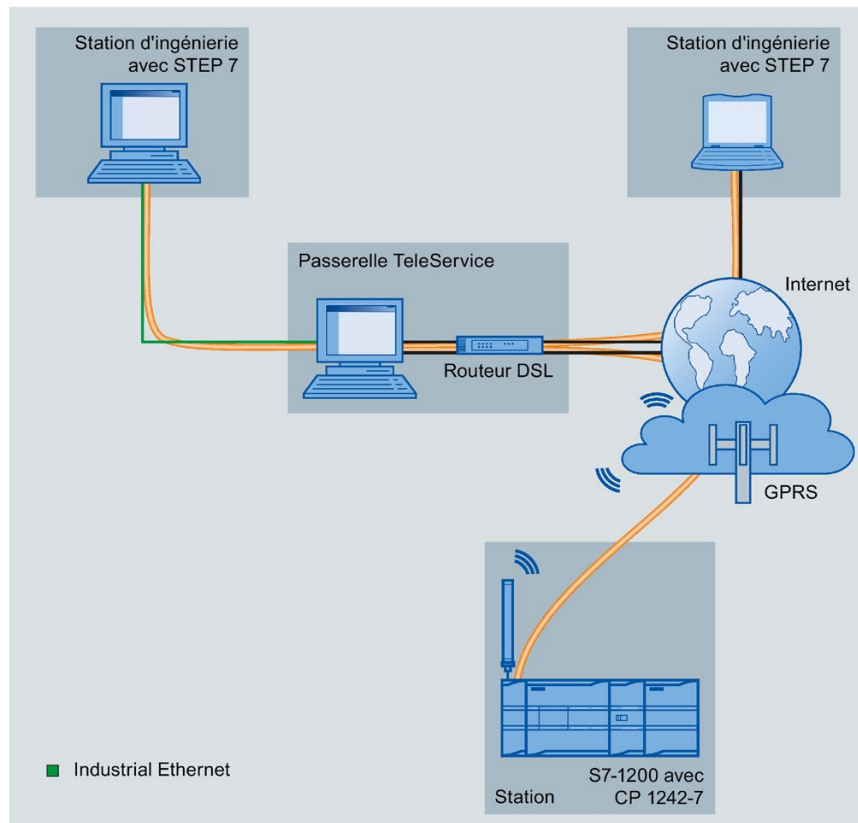 Station d'ingénierie
avec STEP 7
Station d'ingénierie
avec STEP 7
Passerelle TeleService
Internet
Routeur DSL
GPRS
Industrial Ethernet
S7-1200 avec
CP 1242-7
Station